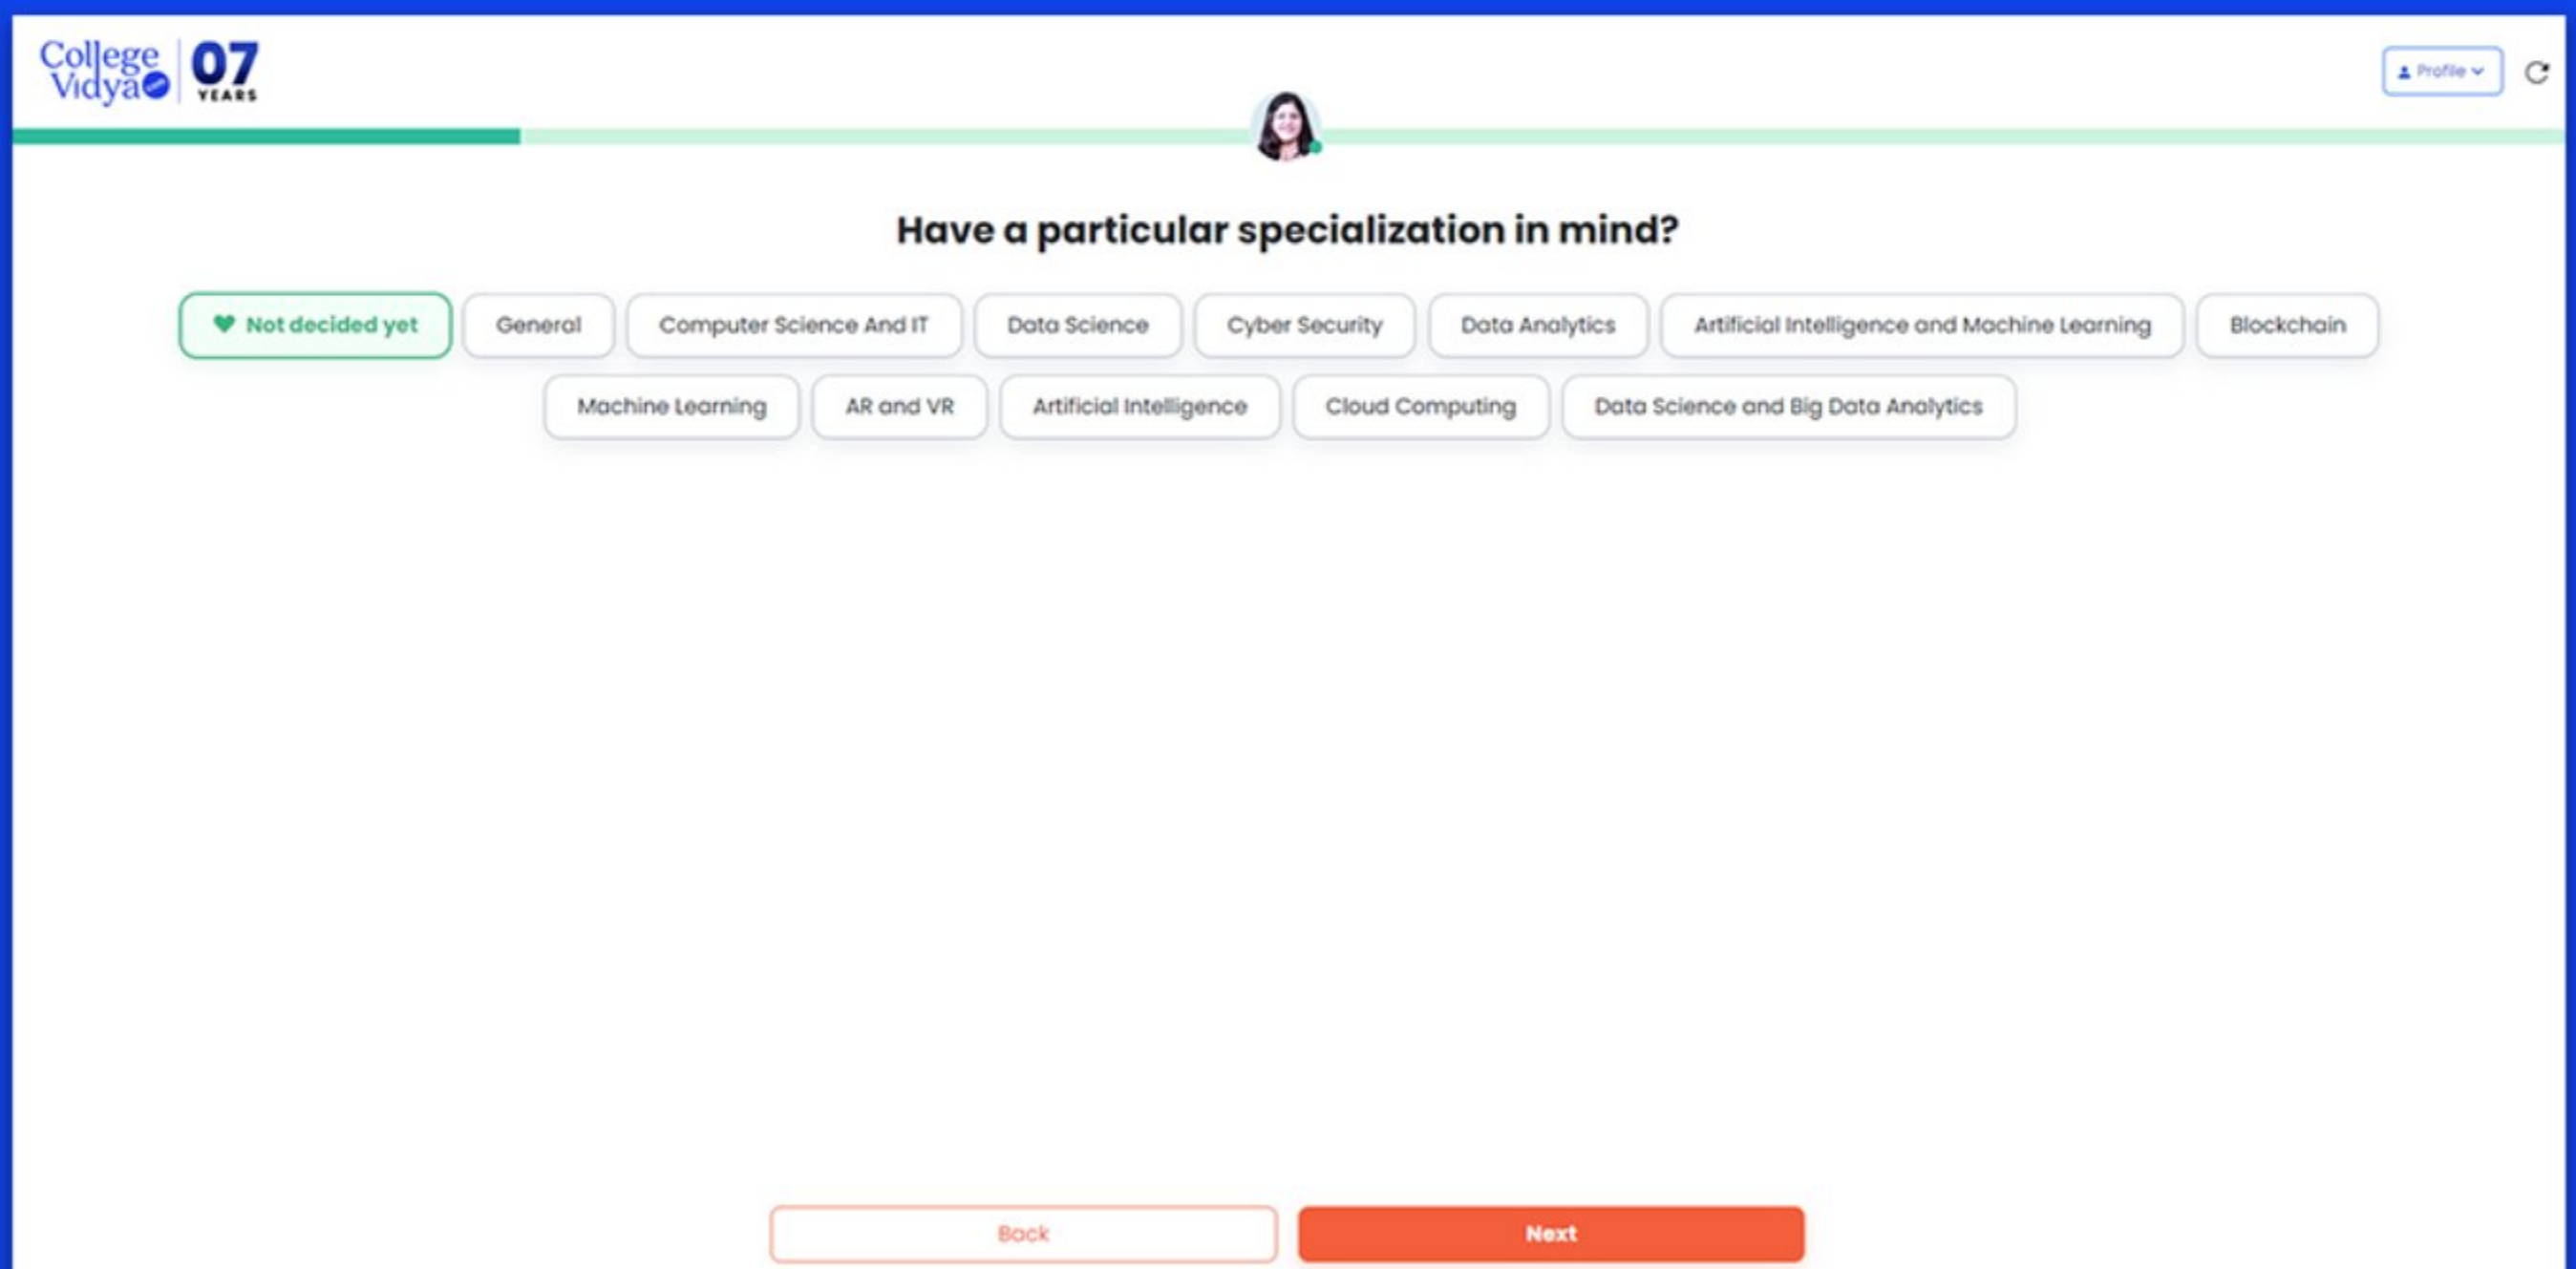 College Vidya 07 YEARS
Profile
Have a particular specialization in mind?
Not decided yet General Computer Science And IT Data Science Cyber Security Data Analytics Artificial Intelligence and Machine Learning Blockchain
Machine Learning AR and VR Artificial Intelligence Cloud Computing Data Science and Big Data Analytics
Back Next